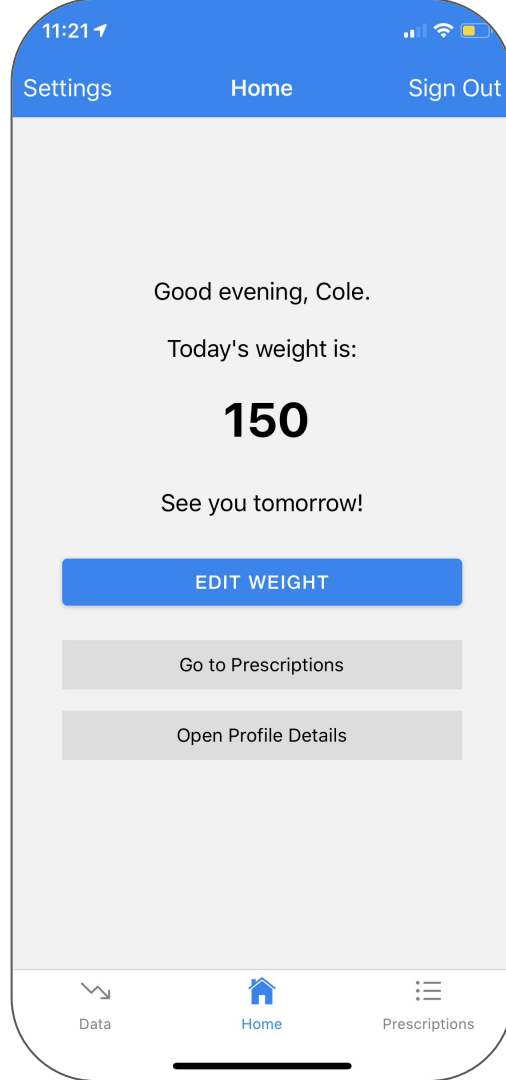 11:21
Settings Home Sign Out
Good evening, Cole.
Today's weight is:
150
See you tomorrow!
EDIT WEIGHT
Go to Prescriptions
Open Profile Details
Data Home Prescriptions